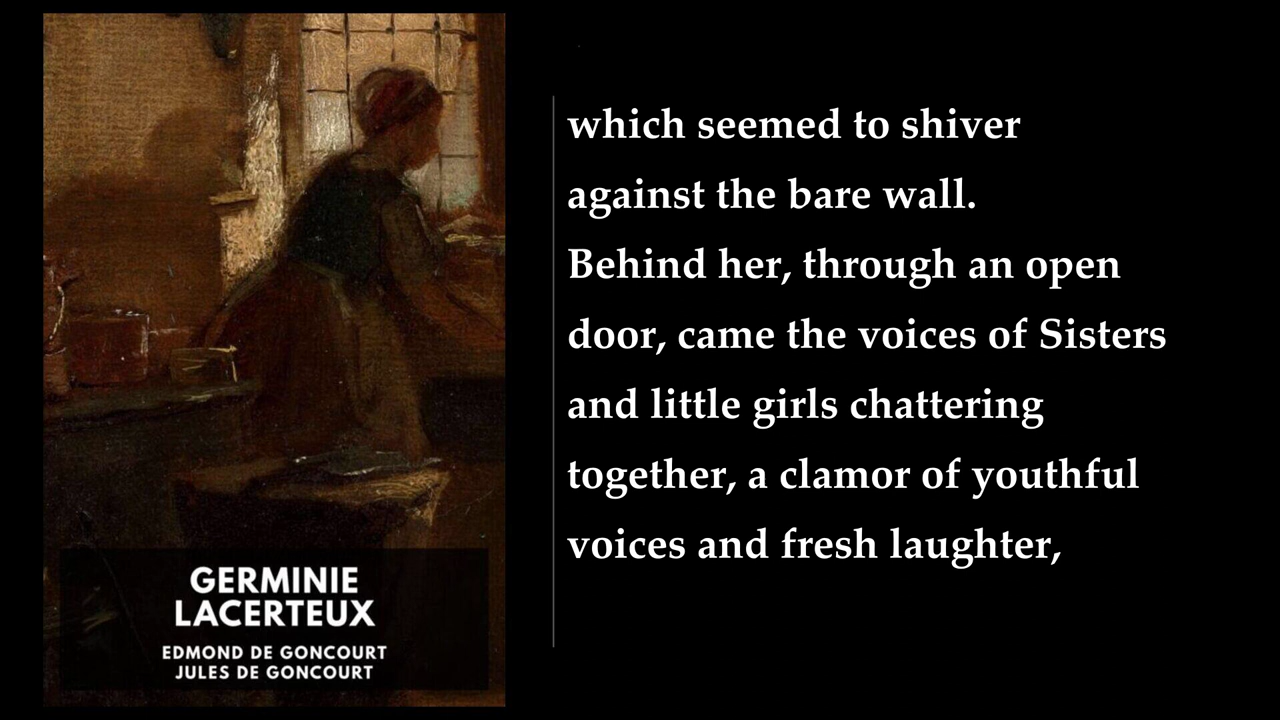 GERMINIE
LACERTEUX
EDMOND DE GONCOURT
JULES DE GONCOURT
which seemed to shiver
against the bare wall.
Behind her, through an open
door, came the voices of Sisters
and little girls chattering
together, a clamor of youthful
voices and fresh laughter,